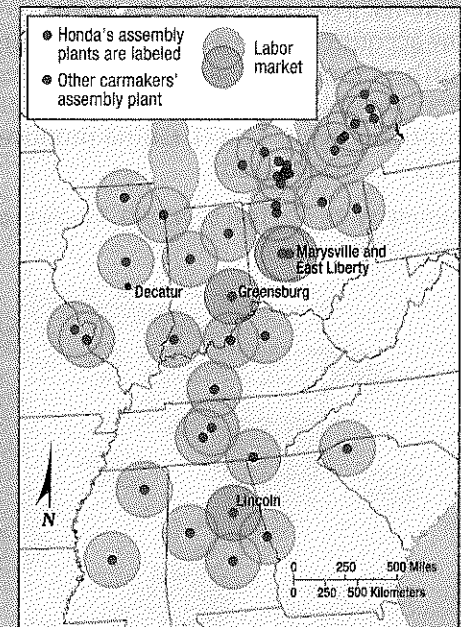 Honda's assembly
plants are labeled
Other carmakers'
assembly plant
Labor
market
Marysville and
East Liberty
Decatur
Greensburg
Lincoln
N
0 250 500 Miles
0 250 500 Kilometers